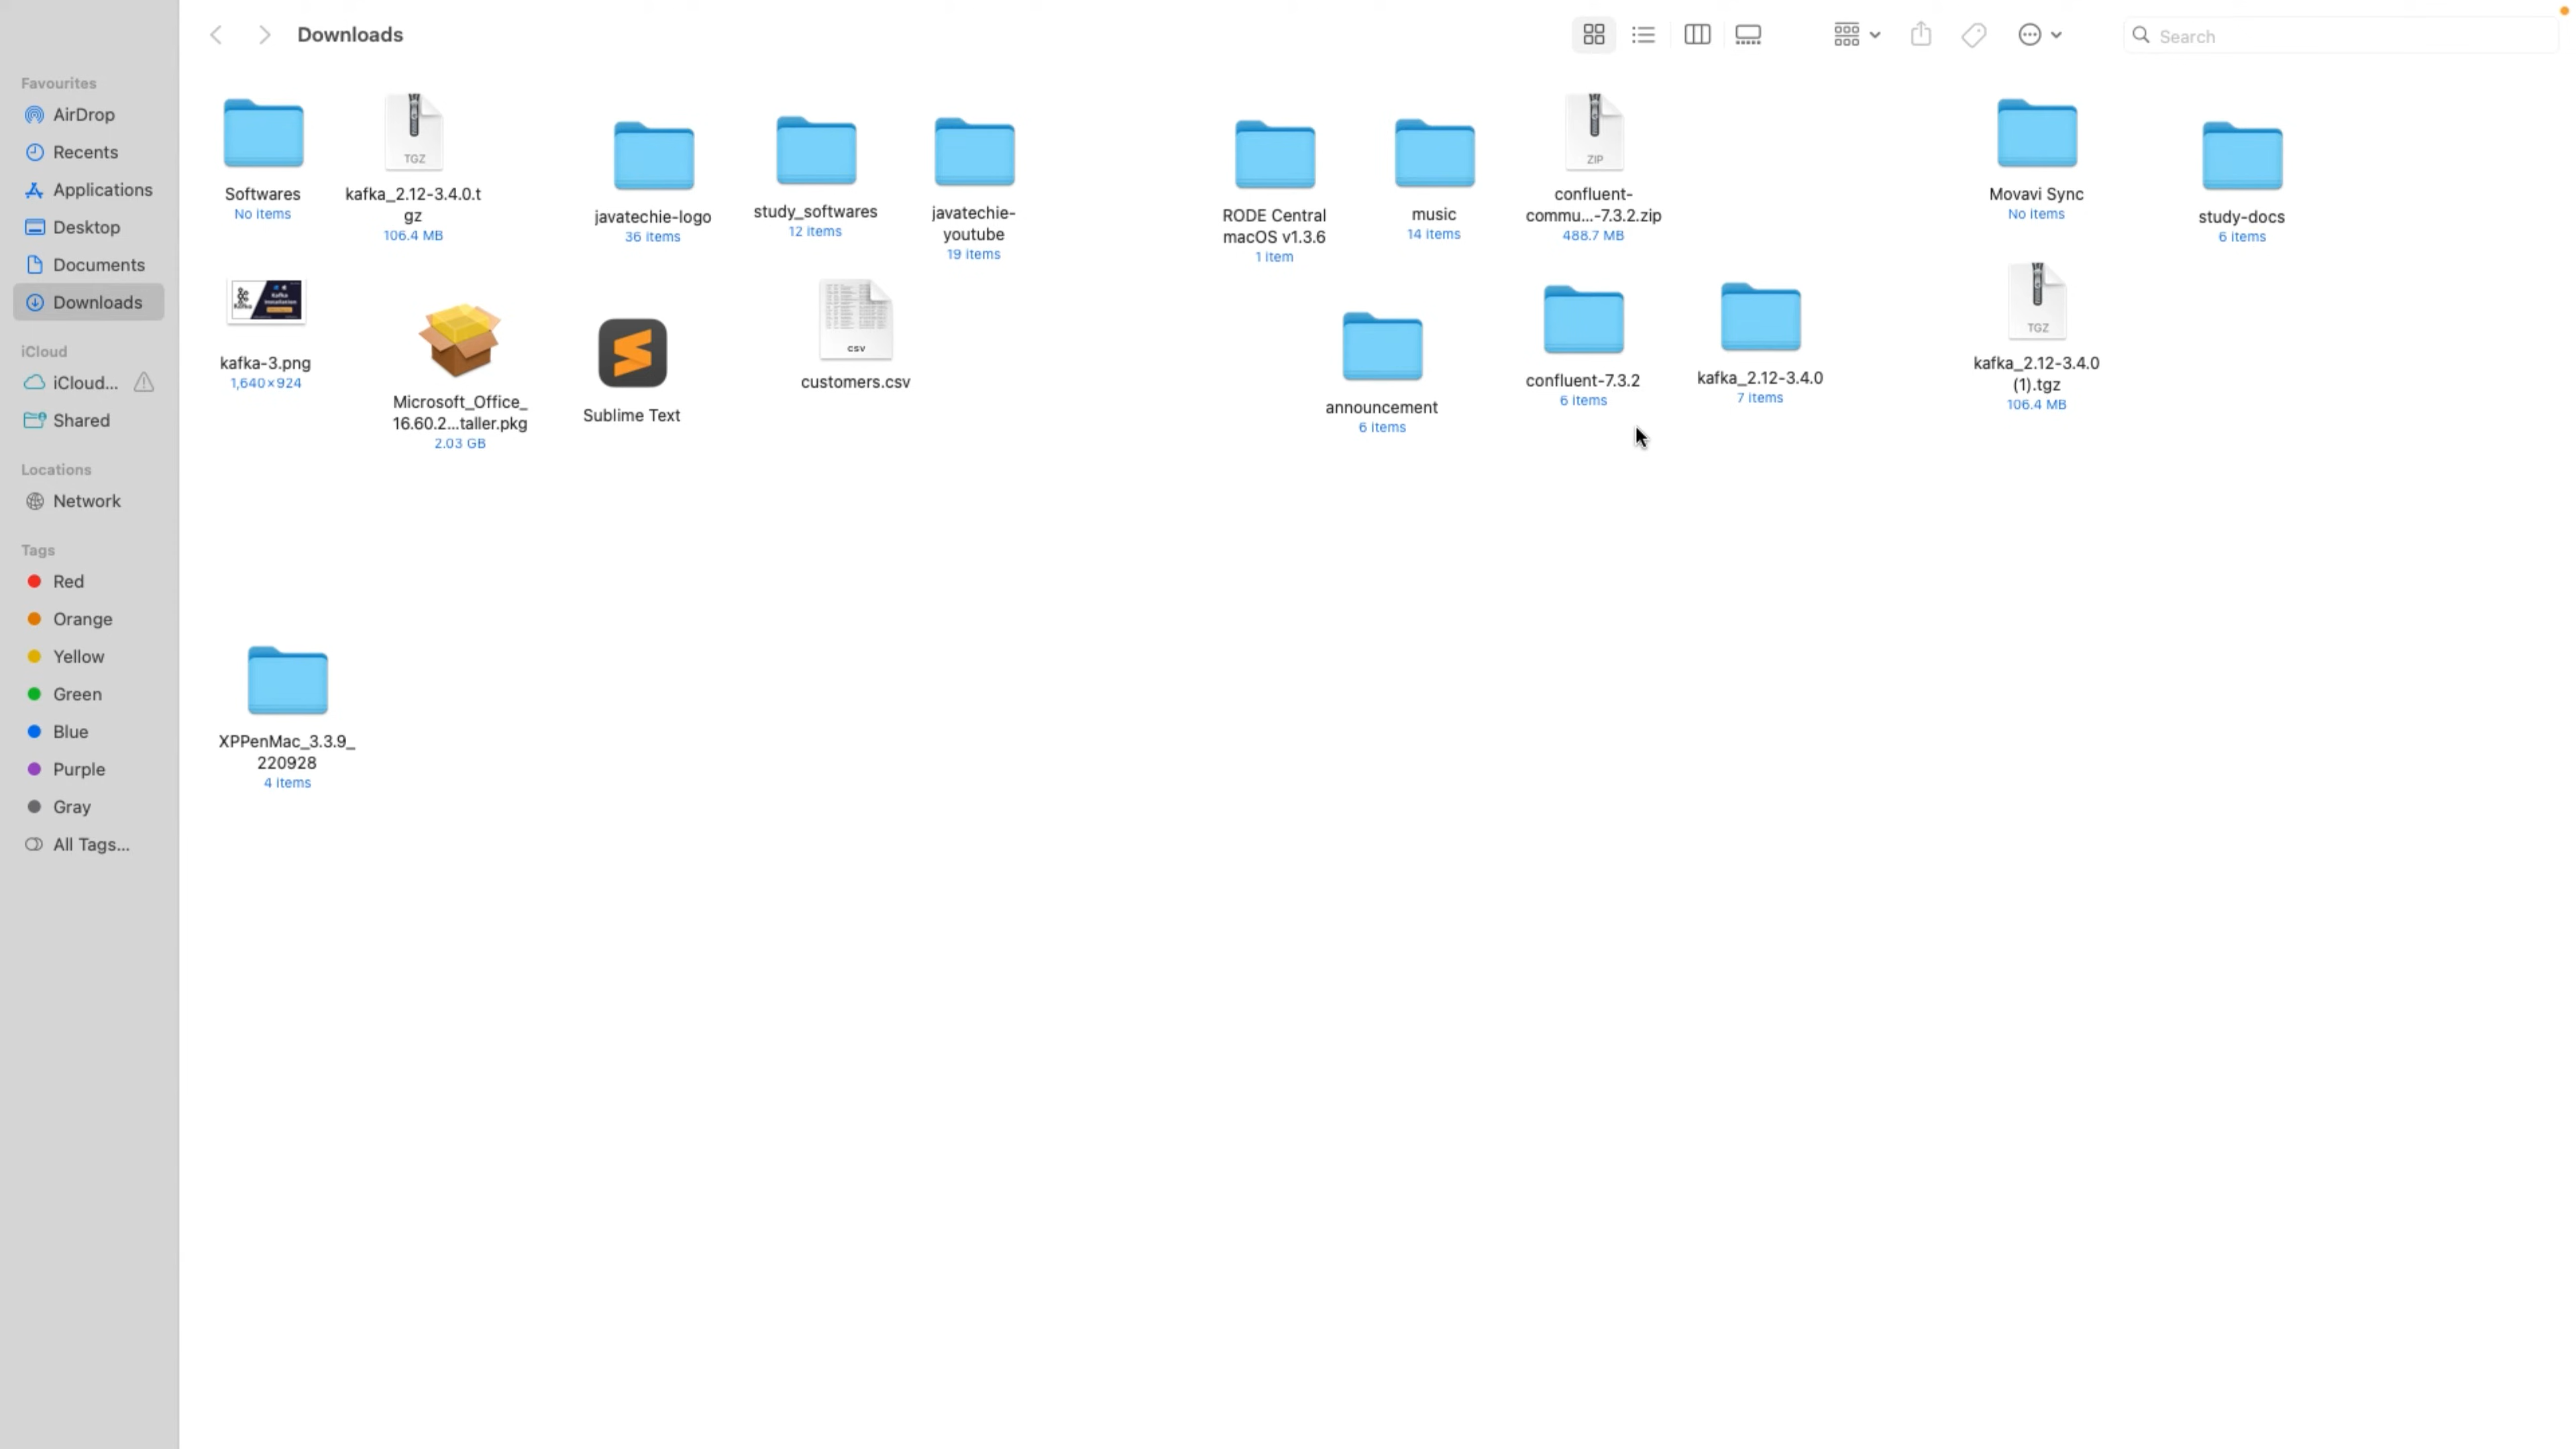 Downloads
Search
Favourites
AirDrop
Recents
Applications
Desktop
Documents
Downloads
iCloud
iCloud...
Shared
Locations
Network
Tags
Red
Orange
Yellow
Green
Blue
Purple
Gray
All Tags...
Softwares
No items
TGZ
kafka_2.12-3.4.0.t
gz
106.4 MB
javatechie-logo
36 items
study_softwares
12 items
javatechie-
youtube
19 items
RODE Central
macOS v1.3.6
1 item
music
14 items
ZIP
confluent-
commu...-7.3.2.zip
488.7 MB
Movavi Sync
No items
study-docs
6 items
Kafka
Installation
kafka-3.png
1,640×924
Microsoft_Office_
16.60.2...taller.pkg
2.03 GB
Sublime Text
CSV
customers.csv
announcement
6 items
confluent-7.3.2
6 items
kafka_2.12-3.4.0
7 items
TGZ
kafka_2.12-3.4.0
(1).tgz
106.4 MB
XPPenMac_3.3.9_
220928
4 items